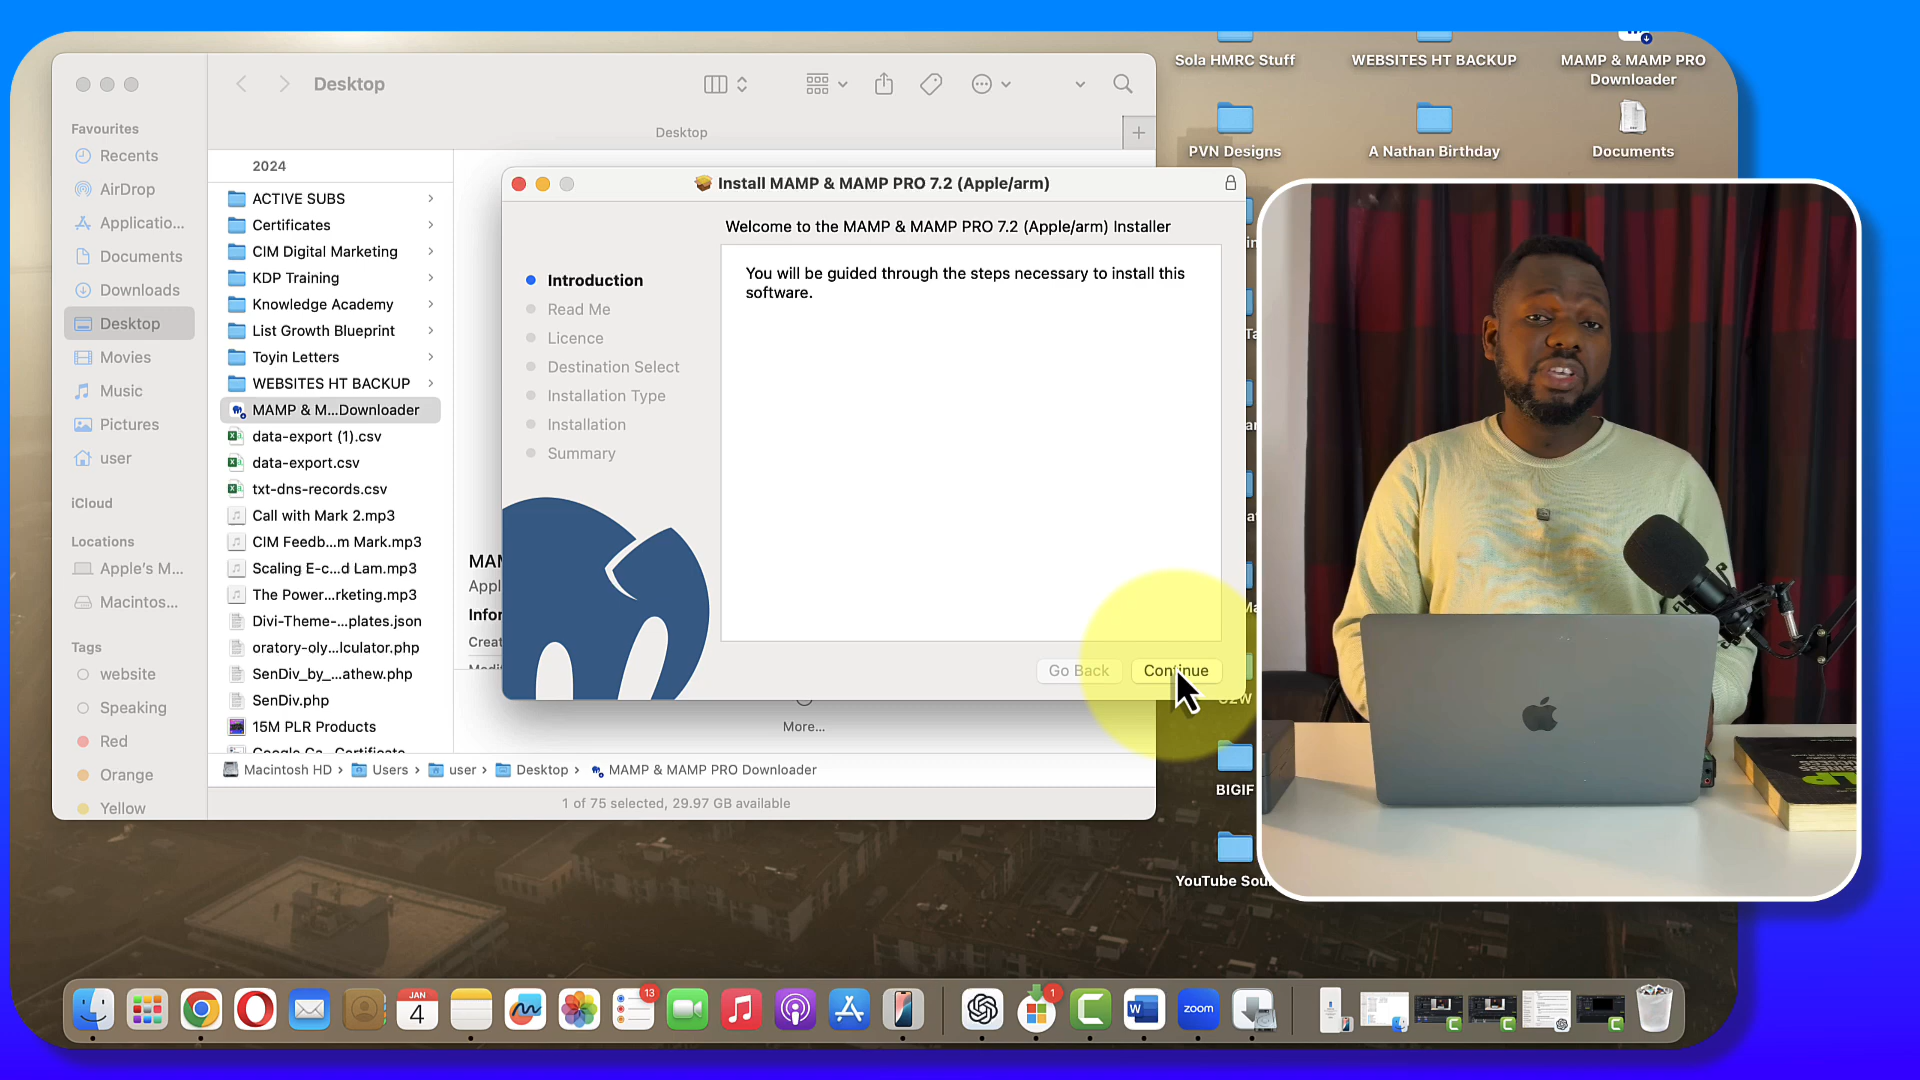 Desktop
Desktop
Favourites
Recents
AirDrop
Applicatio...
Documents
Downloads
Desktop
Movies
Music
Pictures
user
iCloud
Locations
Apple's M...
Macintos...
Tags
website
Speaking
Red
Orange
Yellow
2024
ACTIVE SUBS
Certificates
CIM Digital Marketing
KDP Training
Knowledge Academy
List Growth Blueprint
Toyin Letters
WEBSITES HT BACKUP
MAMP & M...Downloader
data-export (1).csv
data-export.csv
txt-dns-records.csv
Call with Mark 2.mp3
CIM Feedb...m Mark.mp3
Scaling E-c...d Lam.mp3
The Power...rketing.mp3
Divi-Theme-...plates.json
oratory-oly...lculator.php
SenDiv_by_...athew.php
SenDiv.php
15M PLR Products
MAM
Appl
Infor
Creat
More...
Macintosh HD › Users › user › Desktop › MAMP & MAMP PRO Downloader
1 of 75 selected, 29.97 GB available
Install MAMP & MAMP PRO 7.2 (Apple/arm)
Welcome to the MAMP & MAMP PRO 7.2 (Apple/arm) Installer
Introduction
Read Me
Licence
Destination Select
Installation Type
Installation
Summary
You will be guided through the steps necessary to install this
software.
Go Back
Continue
Sola HMRC Stuff
WEBSITES HT BACKUP
MAMP & MAMP PRO
Downloader
PVN Designs
A Nathan Birthday
Documents
BIGIF
YouTube Sou
JAN
4
13
1
W
zoom